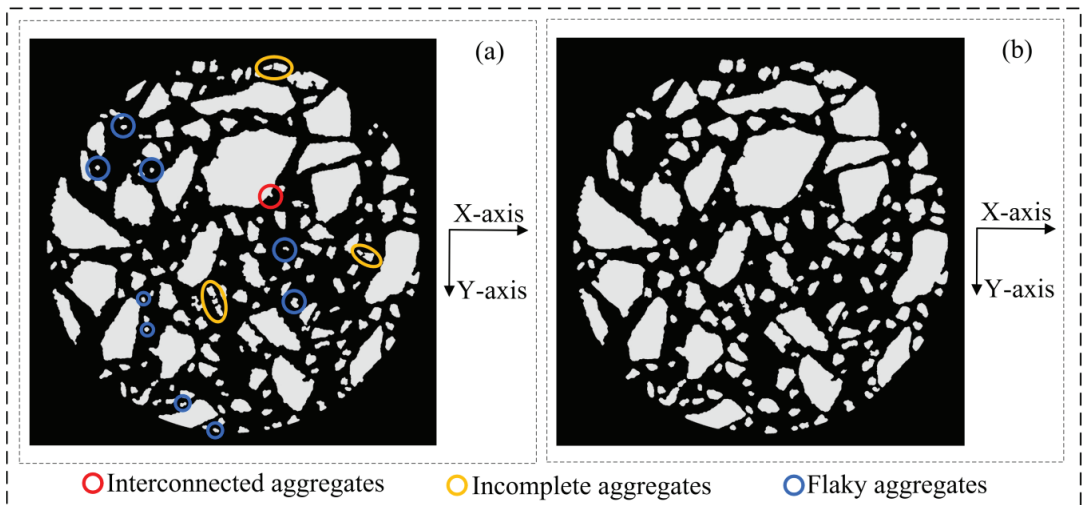 (a)
(b)
X-axis
X-axis
Y-axis
Y-axis
Interconnected aggregates
Incomplete aggregates
Flaky aggregates